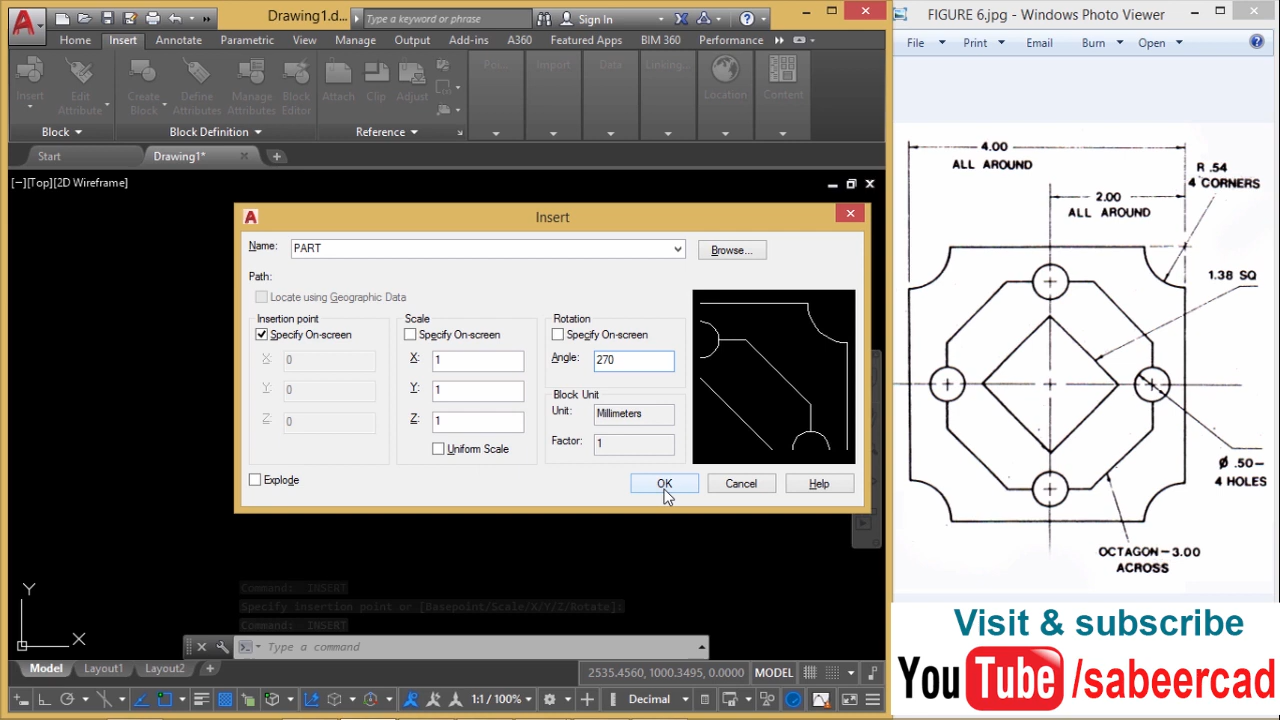 Drawing1.d...
Type a keyword or phrase
Sign In
Home
Insert
Annotate
Parametric
View
Manage
Output
Add-ins
A360
Featured Apps
BIM 360
Performance
Insert
Edit
Attribute
Create
Block
Define
Attributes
Manage
Attributes
Block
Editor
Attach
Clip
Adjust
Poi...
Import
Data
Linking...
Location
Content
Block
Block Definition
Reference
Start
Drawing1*
[−][Top][2D Wireframe]
Insert
Name:
PART
Browse...
Path:
Locate using Geographic Data
Insertion point
Specify On-screen
X:
0
Y:
0
Z:
0
Scale
Specify On-screen
X:
1
Y:
1
Z:
1
Uniform Scale
Rotation
Specify On-screen
Angle:
270
Block Unit
Unit:
Millimeters
Factor:
1
Explode
OK
Cancel
Help
Y
X
Command: INSERT
Specify insertion point or [Basepoint/Scale/X/Y/Z/Rotate]:
Command: INSERT
Type a command
Model
Layout1
Layout2
2535.4560, 1000.3495, 0.0000
MODEL
1:1 / 100%
Decimal
FIGURE 6.jpg - Windows Photo Viewer
File
Print
Email
Burn
Open
4.00
ALL AROUND
R .54
4 CORNERS
2.00
ALL AROUND
1.38 SQ
Ø .50–
4 HOLES
OCTAGON–3.00
ACROSS
Visit & subscribe
YouTube/sabeercad